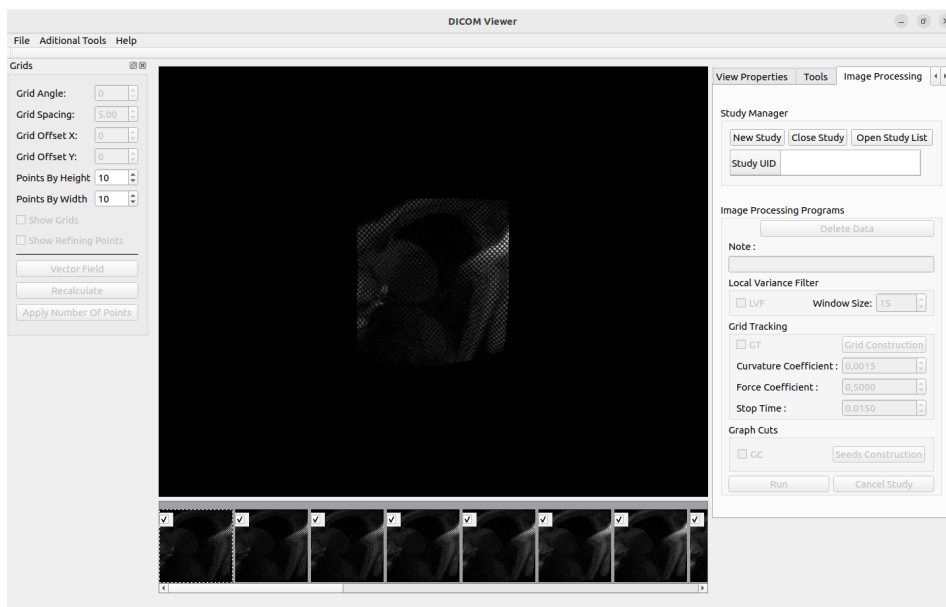 DICOM Viewer
File Aditional Tools Help
Grids
Grid Angle: 0
Grid Spacing: 5.00
Grid Offset X: 0
Grid Offset Y: 0
Points By Height 10
Points By Width 10
Show Grids
Show Refining Points
Vector Field
Recalculate
Apply Number Of Points
View Properties Tools Image Processing
Study Manager
New Study Close Study Open Study List
Study UID
Image Processing Programs
Delete Data
Note :
Local Variance Filter
LVF Window Size: 15
Grid Tracking
GT Grid Construction
Curvature Coefficient : 0,0015
Force Coefficient : 0,5000
Stop Time : 0.0150
Graph Cuts
GC Seeds Construction
Run Cancel Study